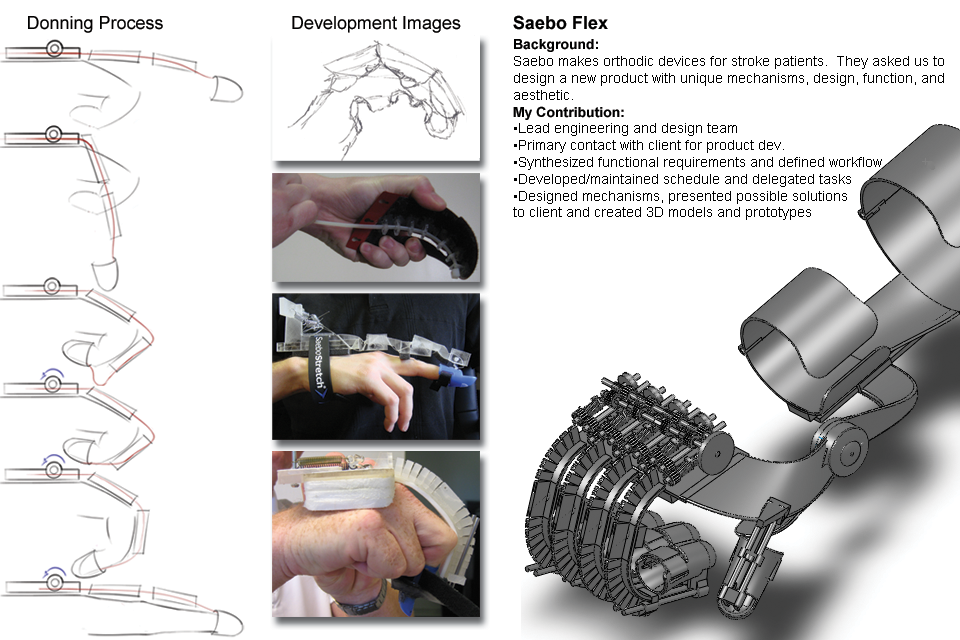 Donning Process
Development Images
SaeboStretch
Saebo Flex
Background:
Saebo makes orthodic devices for stroke patients.  They asked us to
design a new product with unique mechanisms, design, function, and
aesthetic.
My Contribution:
•Lead engineering and design team
•Primary contact with client for product dev.
•Synthesized functional requirements and defined workflow
•Developed/maintained schedule and delegated tasks
•Designed mechanisms, presented possible solutions
to client and created 3D models and prototypes